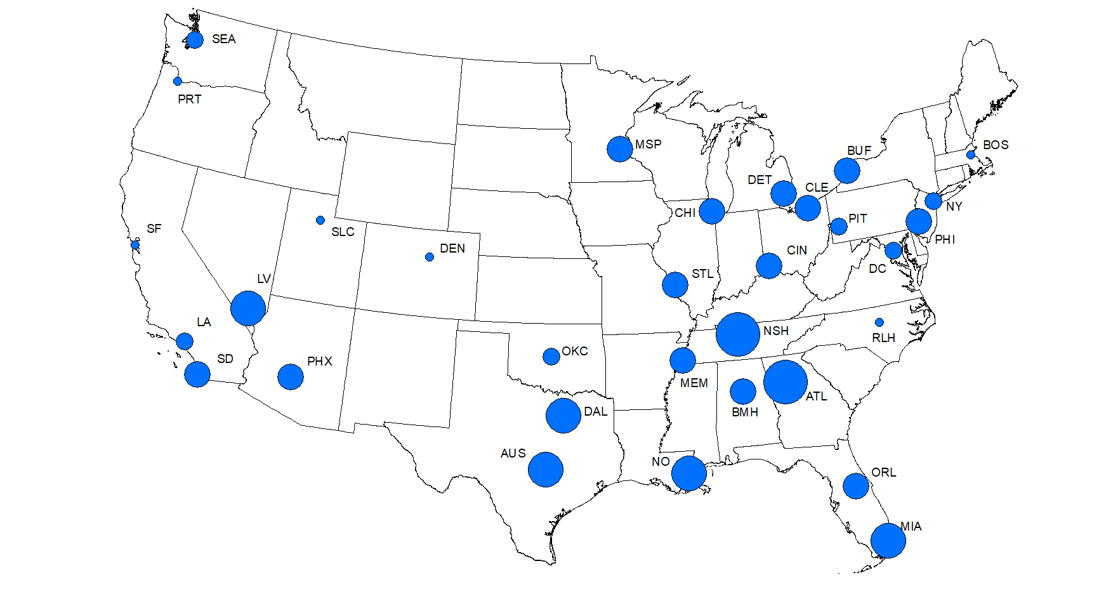 SEA
PRT
MSP
BOS
BUF
DET
CLE
NY
CHI
PIT
SF
SLC
PHI
DEN
CIN
DC
LV
STL
LA
NSH
RLH
SD
PHX
OKC
MEM
ATL
DAL
BMH
AUS
NO
ORL
MIA